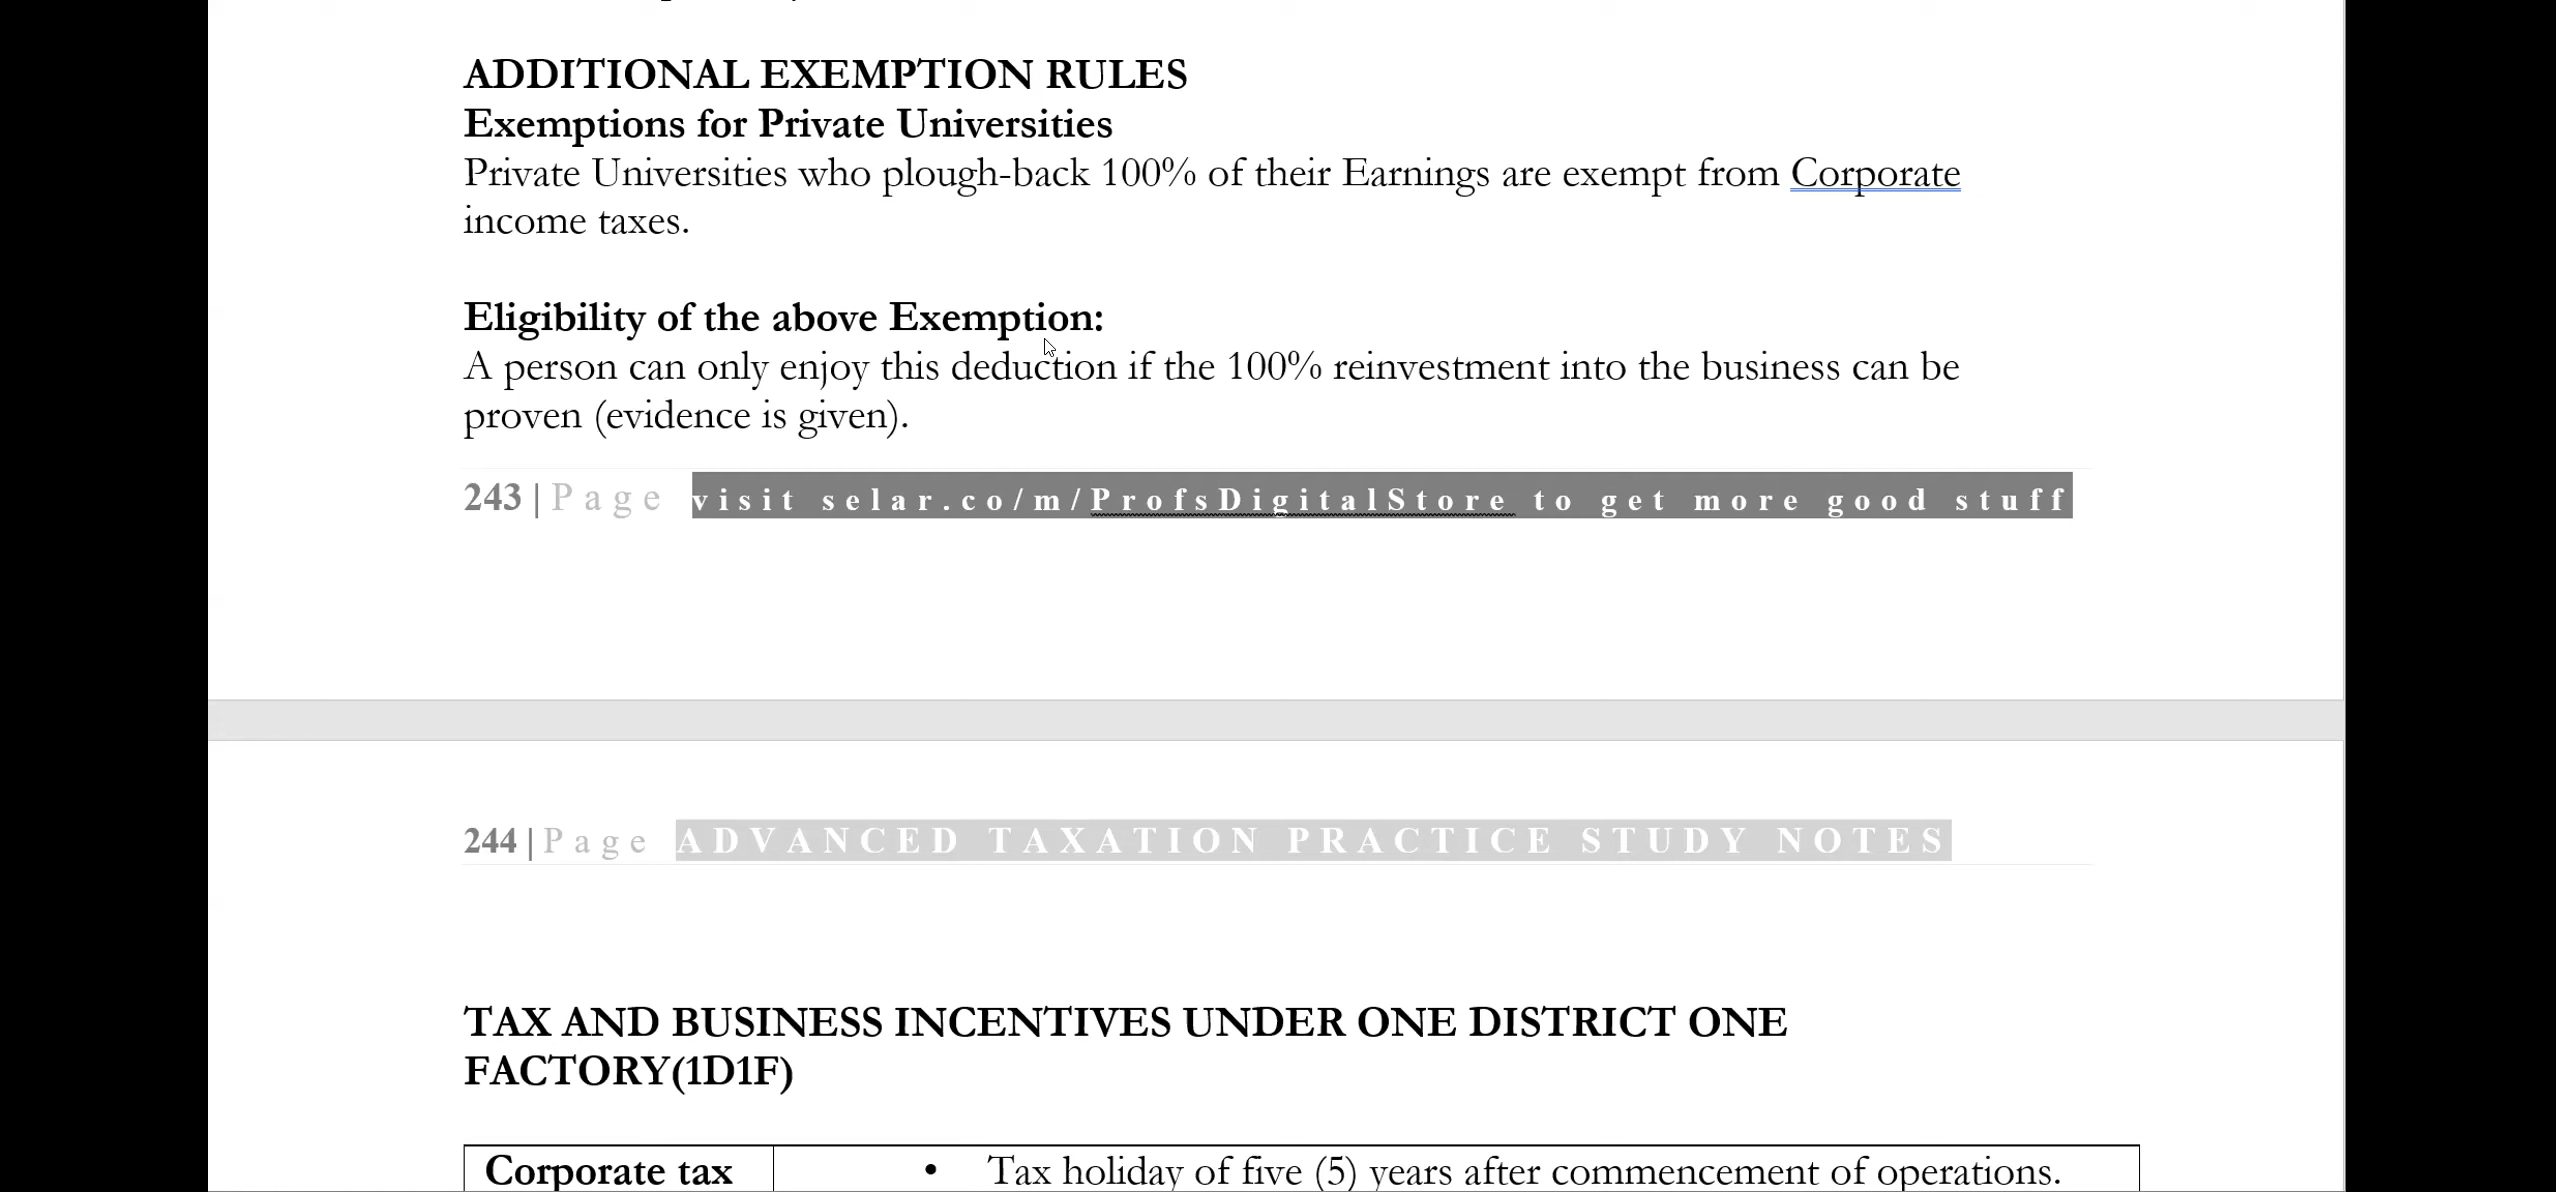 ADDITIONAL EXEMPTION RULES
Exemptions for Private Universities
Private Universities who plough-back 100% of their Earnings are exempt from Corporate
income taxes.
Eligibility of the above Exemption:
A person can only enjoy this deduction if the 100% reinvestment into the business can be
proven (evidence is given).
243 | Page visit selar.co/m/ProfsDigitalStore to get more good stuff
244 | Page ADVANCED TAXATION PRACTICE STUDY NOTES
TAX AND BUSINESS INCENTIVES UNDER ONE DISTRICT ONE
FACTORY(1D1F)
Corporate tax • Tax holiday of five (5) years after commencement of operations.